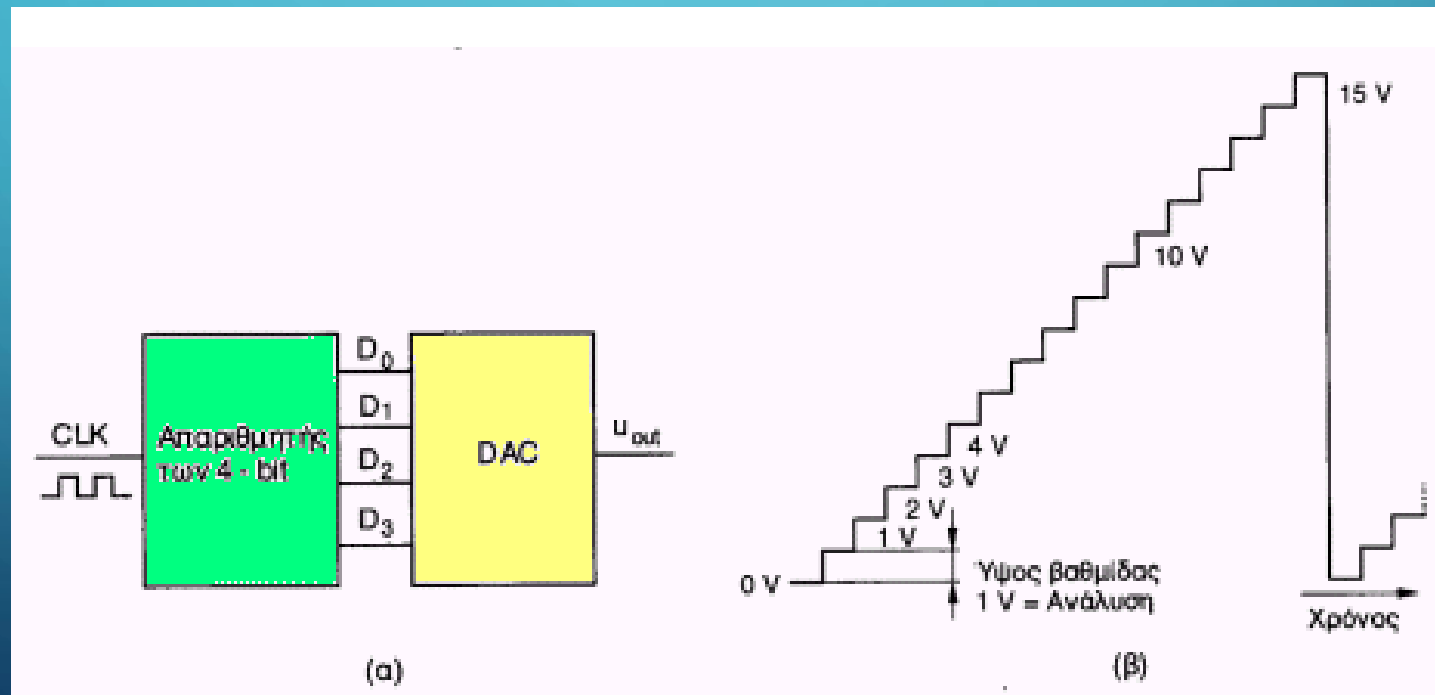 CLK
Απαριθμητής
των 4 - bit
D0
D1
D2
D3
DAC
uout
(α)
15 V
10 V
4 V
3 V
2 V
1 V
0 V
Ύψος βαθμίδας
1 V = Ανάλυση
Χρόνος
(β)